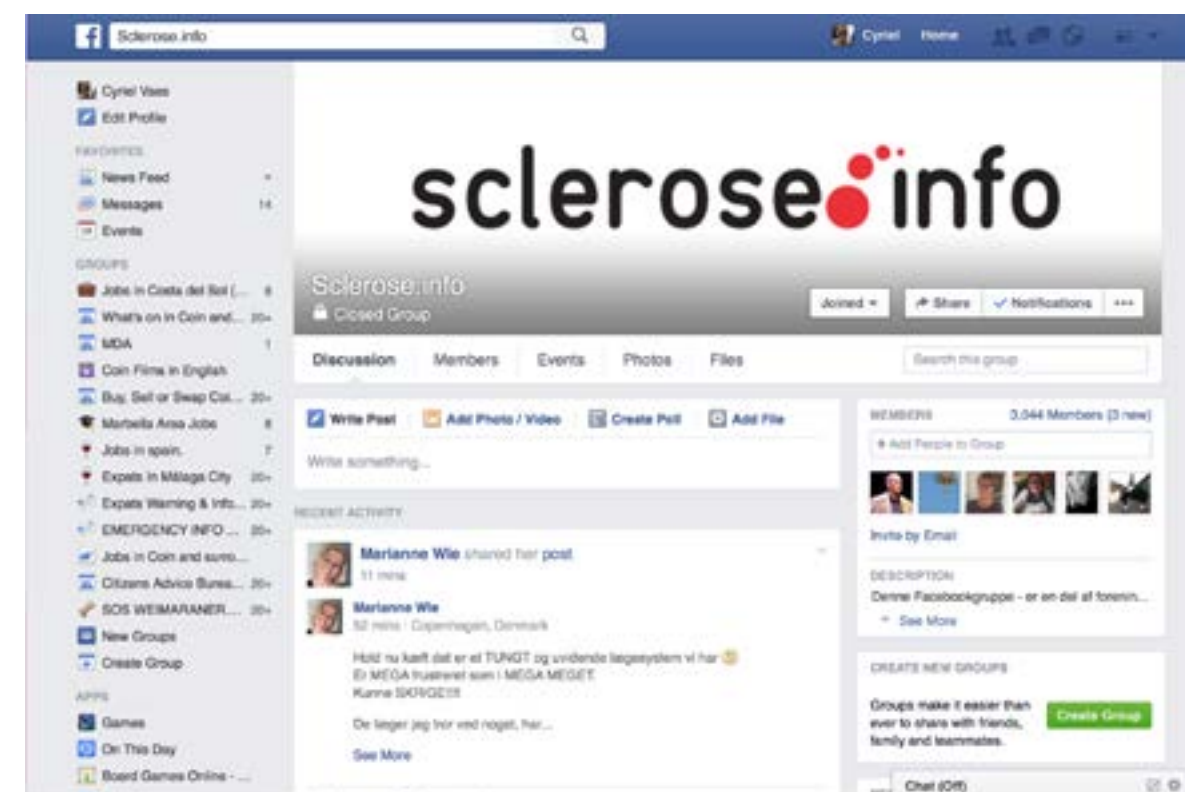 Sclerose.info
Cyriel Home
Cyriel Vaes
Edit Profile
FAVORITES
News Feed
Messages 14
Events
GROUPS
Jobs in Costa del Sol (... 8
What's on in Coin and... 20+
MDA 1
Coin Films in English
Buy, Sell or Swap Coi... 20+
Marbella Area Jobs 8
Jobs in spain. 7
Expats in Málaga City 20+
Expats Warning & Info... 20+
EMERGENCY INFO ... 20+
Jobs in Coin and surro...
Citizens Advice Burea... 20+
SOS WEIMARANER... 20+
New Groups
Create Group
APPS
Games
On This Day
Board Games Online - ...
sclerose info
Sclerose.info
Closed Group
Joined Share Notifications ...
Discussion Members Events Photos Files
Search this group
Write Post Add Photo / Video Create Poll Add File
Write something...
RECENT ACTIVITY
Marianne Wie shared her post
11 mins
Marianne Wie
52 mins · Copenhagen, Denmark
Hold nu kæft dat er et TUNGT og uvidende lægesystem vi har
Er MEGA frustreret som i MEGA MEGET.
Kunne SKRIGE!!!
De læger jeg tror ved noget, har...
See More
MEMBERS 3,044 Members (3 new)
+ Add People to Group
Invite by Email
DESCRIPTION
Denne Facebookgruppe - er en del af forenin...
See More
CREATE NEW GROUPS
Groups make it easier than
ever to share with friends,
family and teammates.
Create Group
Chat (Off)